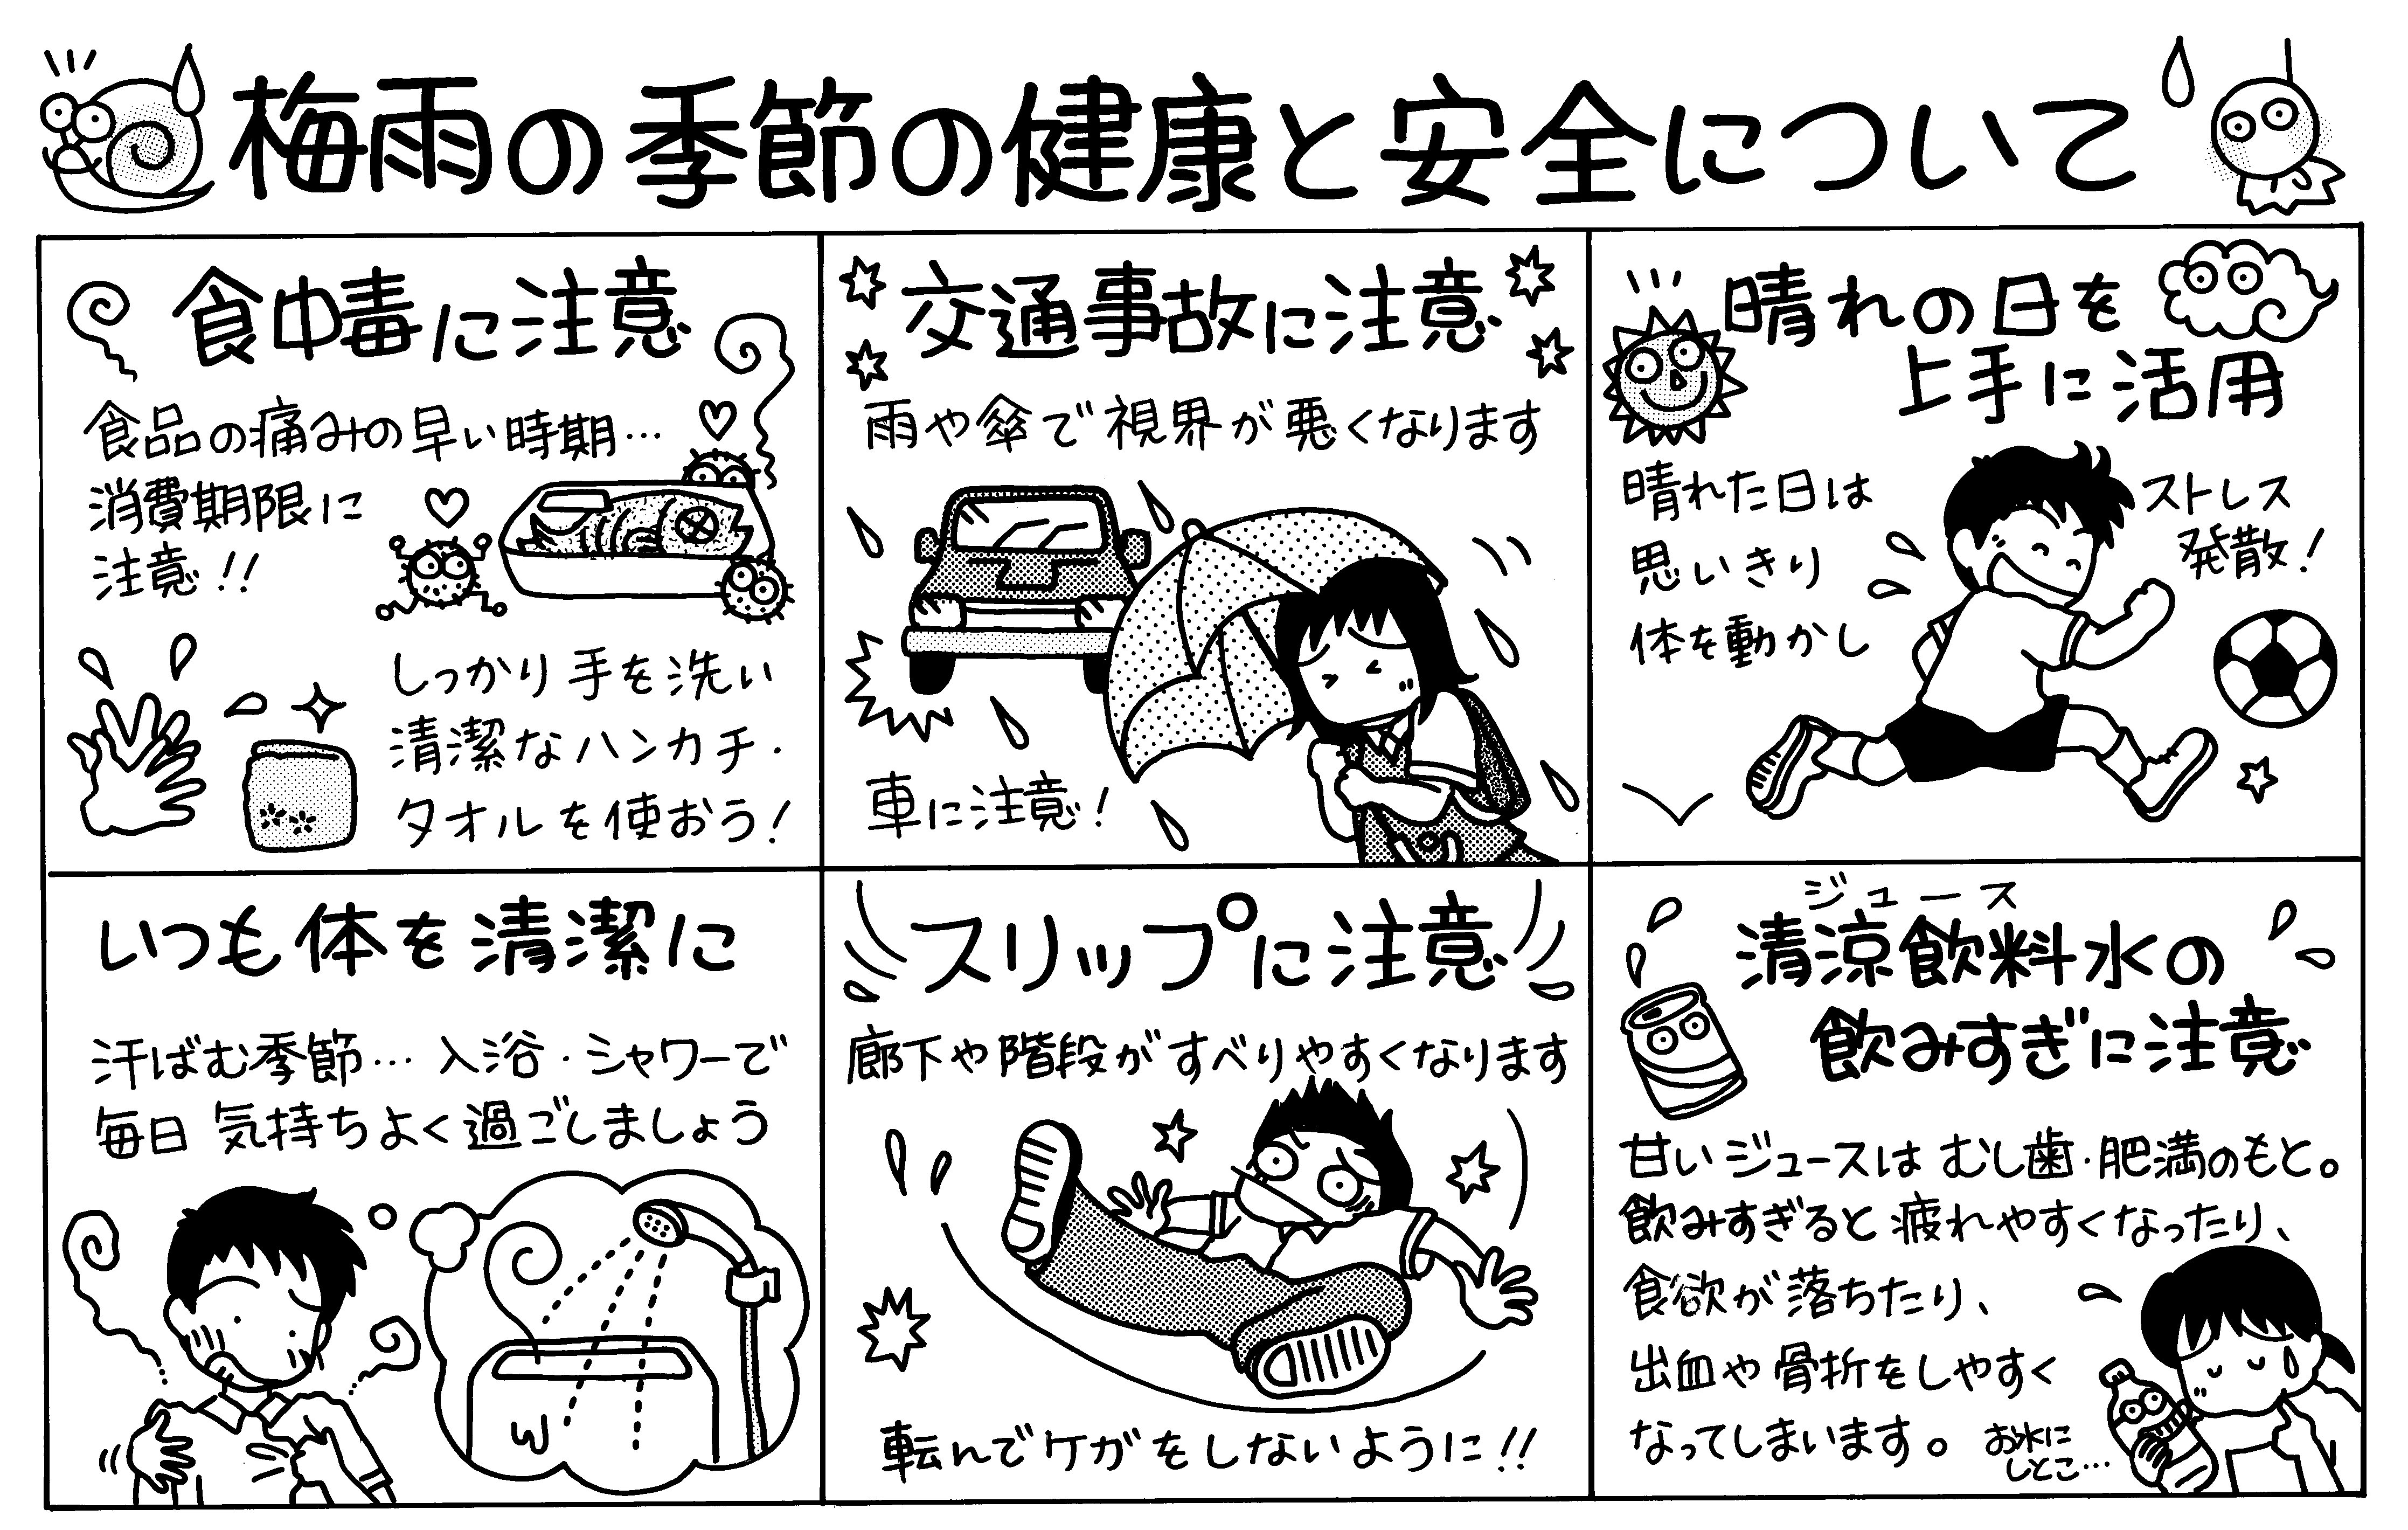 梅雨の季節の健康と安全について
食中毒に注意
食品の痛みの早い時期…
消費期限に
注意!!
しっかり手を洗い
清潔なハンカチ・
タオルを使おう!
交通事故に注意
雨や傘で視界が悪くなります
車に注意!
晴れの日を
上手に活用
晴れた日は
思いきり
体を動かし
ストレス
発散!
いつも体を清潔に
汗ばむ季節…入浴・シャワーで
毎日気持ちよく過ごしましょう
スリップに注意
廊下や階段がすべりやすくなります
転んでケガをしないように!!
ジュース
清涼飲料水の
飲みすぎに注意
甘いジュースはむし歯・肥満のもと。
飲みすぎると疲れやすくなったり、
食欲が落ちたり、
出血や骨折をしやすく
なってしまいます。
お水に
しとこ…